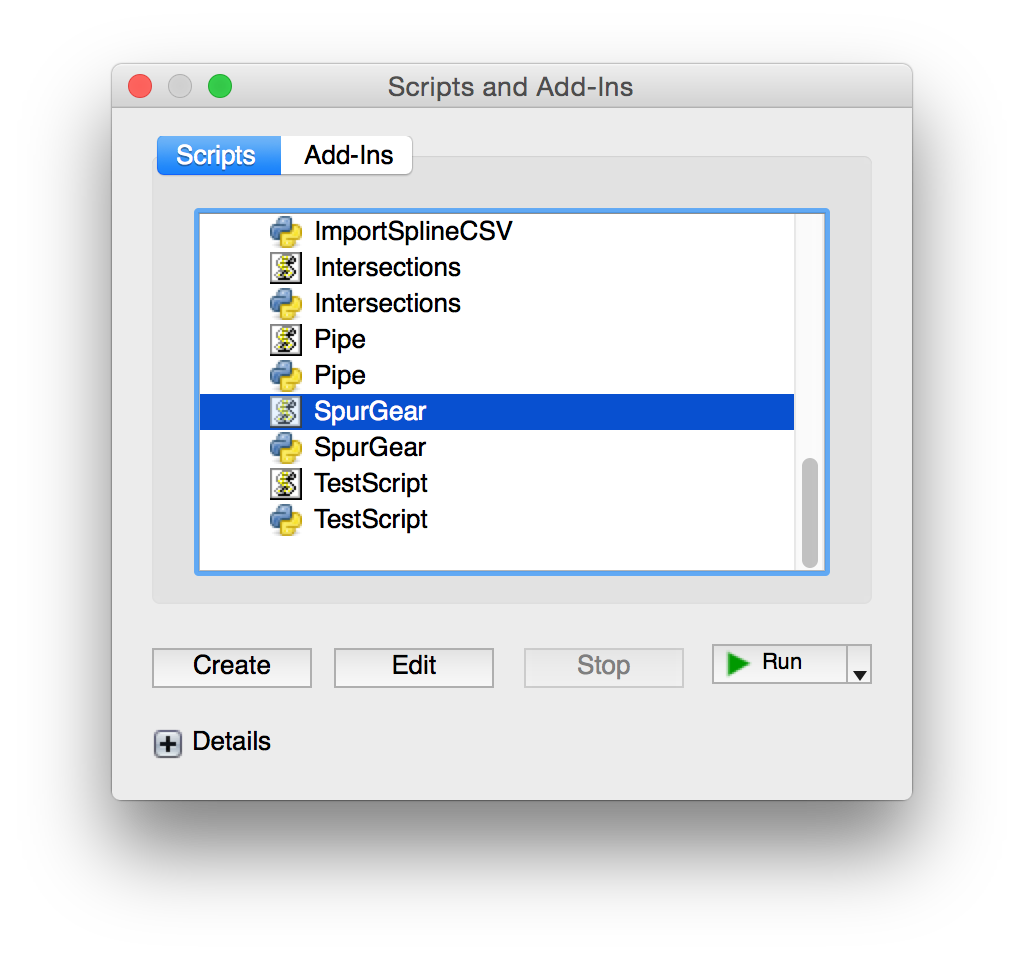 Scripts and Add-Ins
Scripts Add-Ins
ImportSplineCSV
Intersections
Intersections
Pipe
Pipe
SpurGear
SpurGear
TestScript
TestScript
Create Edit Stop Run
Details